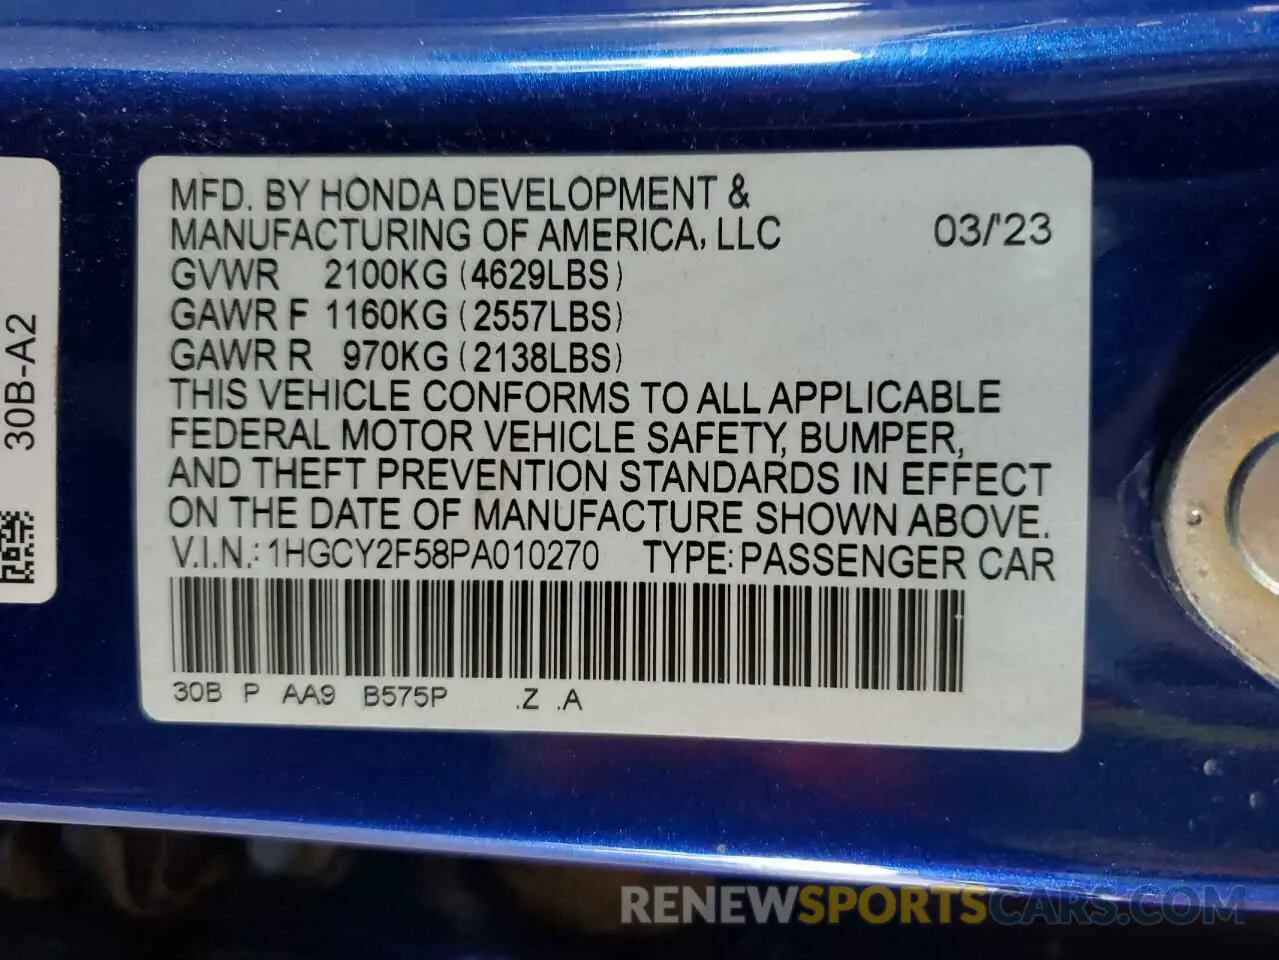 MFD. BY HONDA DEVELOPMENT &
MANUFACTURING OF AMERICA, LLC 03/'23
GVWR 2100KG (4629LBS)
GAWR F 1160KG (2557LBS)
GAWR R 970KG (2138LBS)
THIS VEHICLE CONFORMS TO ALL APPLICABLE
FEDERAL MOTOR VEHICLE SAFETY, BUMPER,
AND THEFT PREVENTION STANDARDS IN EFFECT
ON THE DATE OF MANUFACTURE SHOWN ABOVE.
V.I.N.: 1HGCY2F58PA010270 TYPE: PASSENGER CAR
30B P AA9 B575P .Z .A
30B-A2
RENEWSPORTSCARS.COM